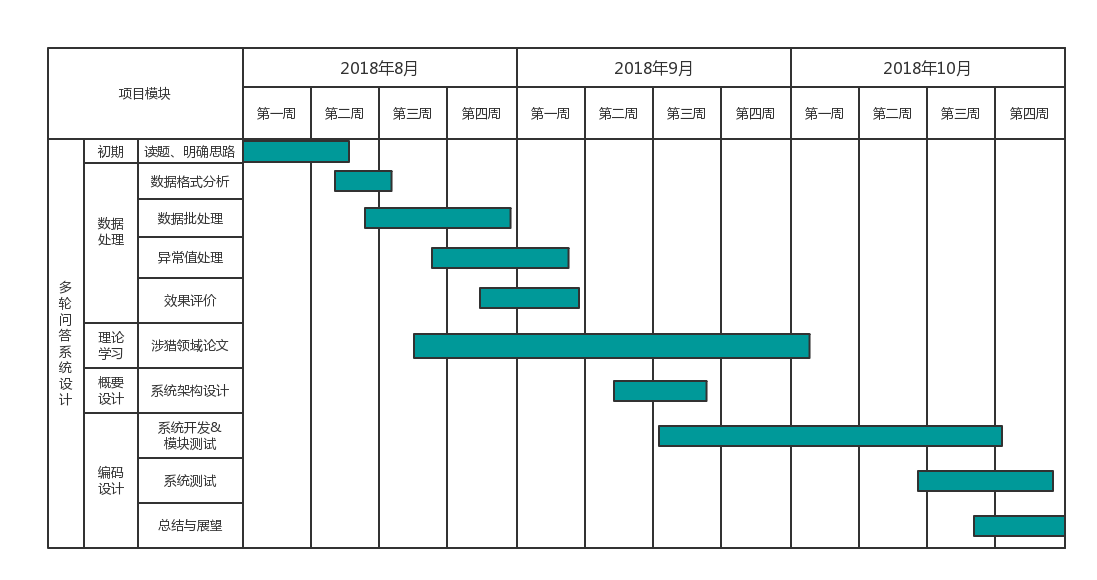 项目模块
2018年8月
2018年9月
2018年10月
第一周
第二周
第三周
第四周
第一周
第二周
第三周
第四周
第一周
第二周
第三周
第四周
多
轮
问
答
系
统
设
计
初期
读题、明确思路
数据
处理
数据格式分析
数据批处理
异常值处理
效果评价
理论
学习
涉猎领域论文
概要
设计
系统架构设计
编码
设计
系统开发&
模块测试
系统测试
总结与展望